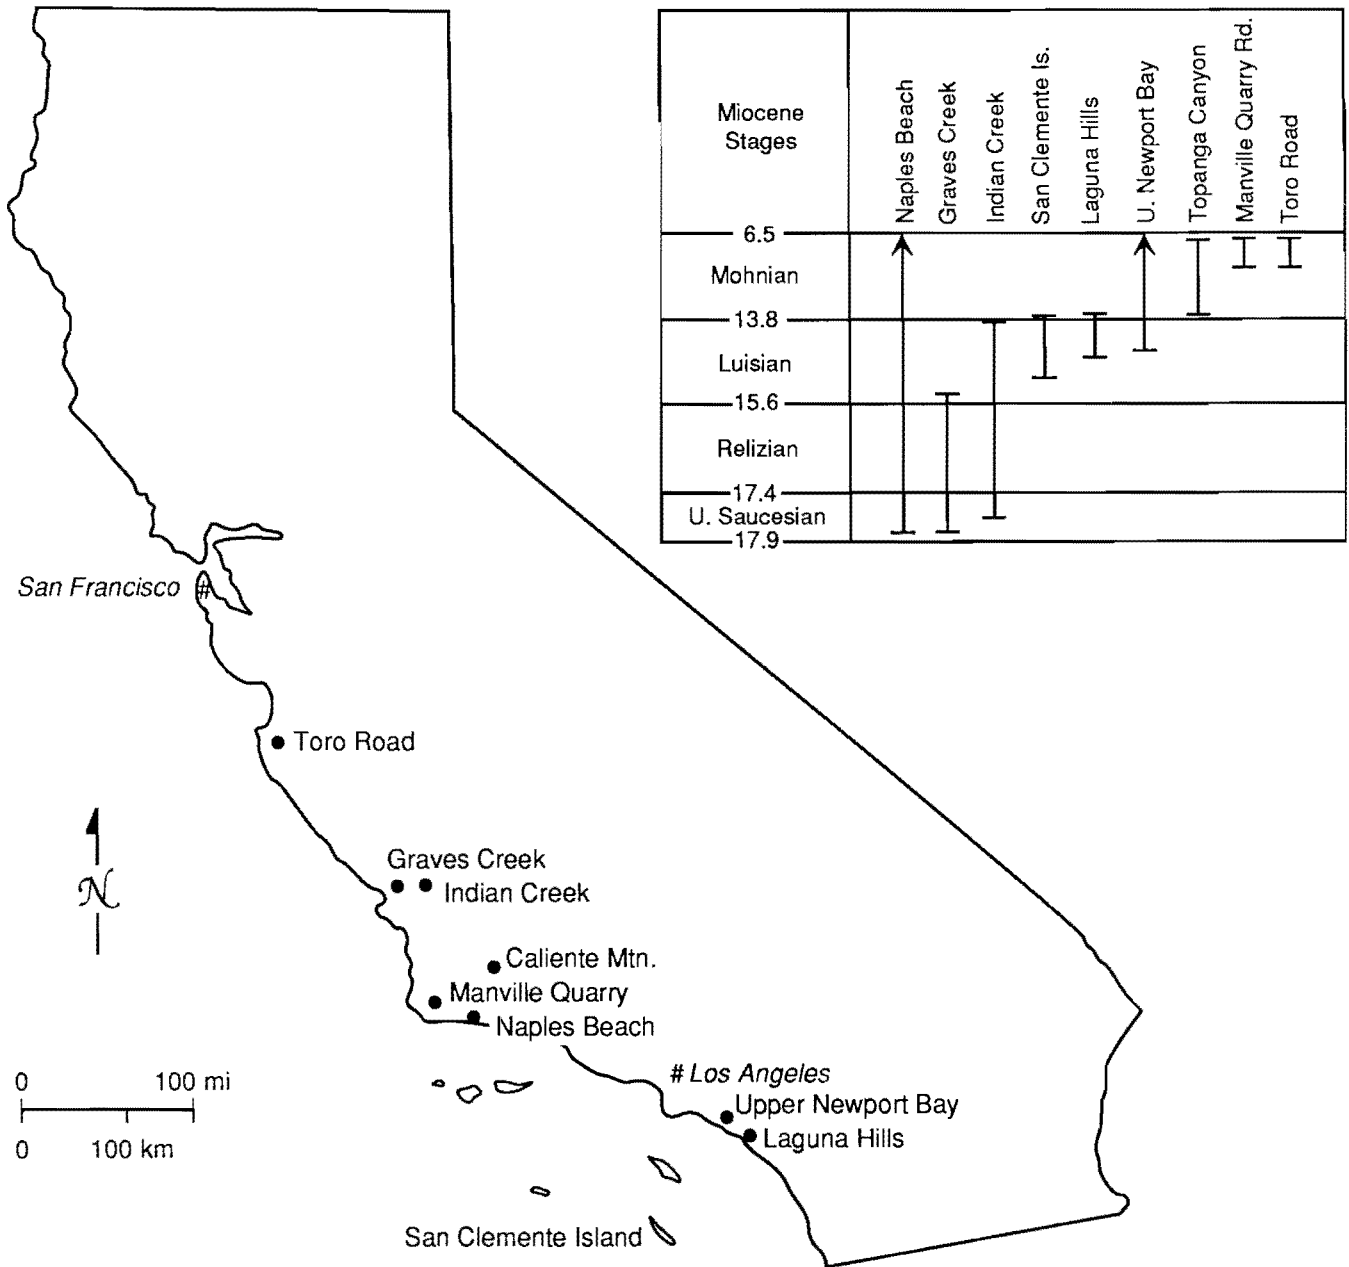 Miocene
Stages
Naples Beach
Graves Creek
Indian Creek
San Clemente Is.
Laguna Hills
U. Newport Bay
Topanga Canyon
Manville Quarry Rd.
Toro Road
6.5
Mohnian
13.8
Luisian
15.6
Relizian
17.4
U. Saucesian
17.9
San Francisco #
Toro Road
N
Graves Creek
Indian Creek
Caliente Mtn.
Manville Quarry
Naples Beach
# Los Angeles
Upper Newport Bay
Laguna Hills
San Clemente Island
0 100 mi
0 100 km